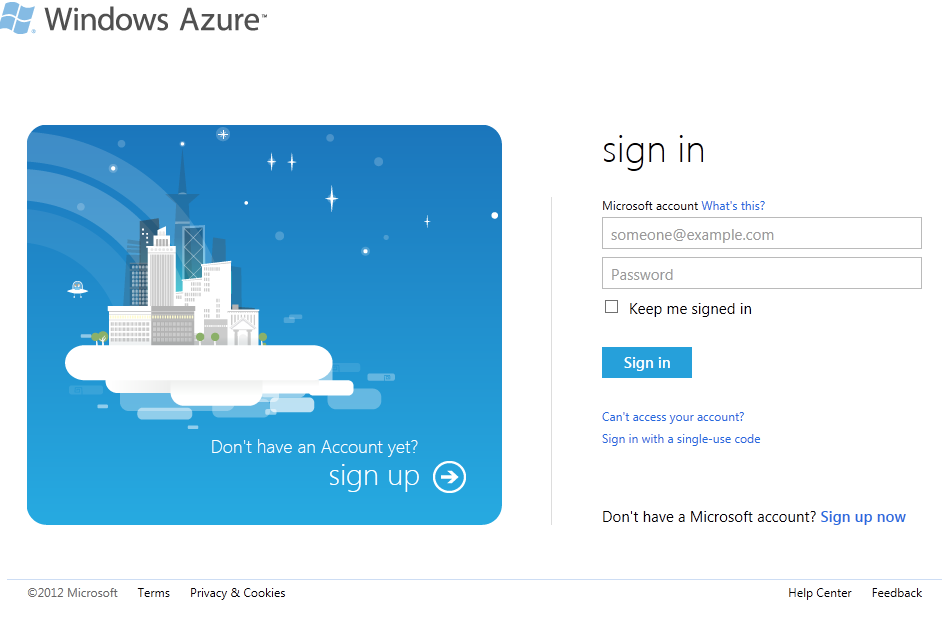 Windows Azure™
Don't have an Account yet?
sign up
sign in
Microsoft account What's this?
someone@example.com
Password
Keep me signed in
Sign in
Can't access your account?
Sign in with a single-use code
Don't have a Microsoft account? Sign up now
©2012 Microsoft Terms Privacy & Cookies Help Center Feedback